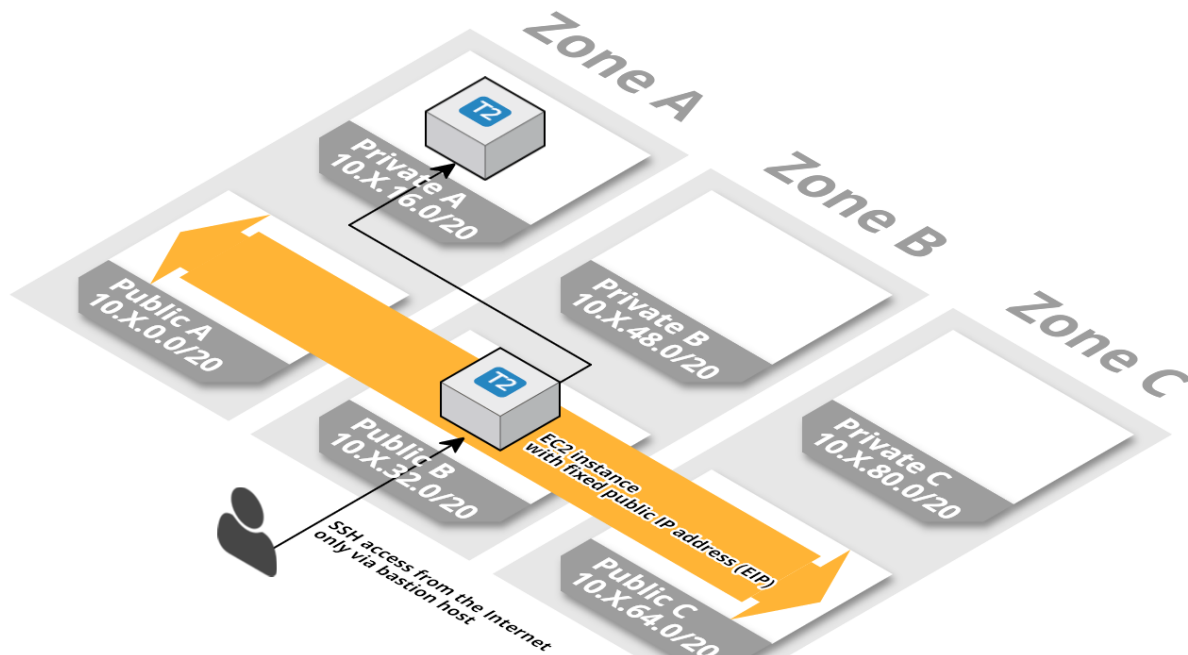 Zone A
T2
Private A
10.X.16.0/20
Zone B
Public A
10.X.0.0/20
Private B
10.X.48.0/20
Zone C
T2
Public B
10.X.32.0/20
EC2 instance
with fixed public IP address (EIP)
Private C
10.X.80.0/20
SSH access from the Internet
only via bastion host
Public C
10.X.64.0/20